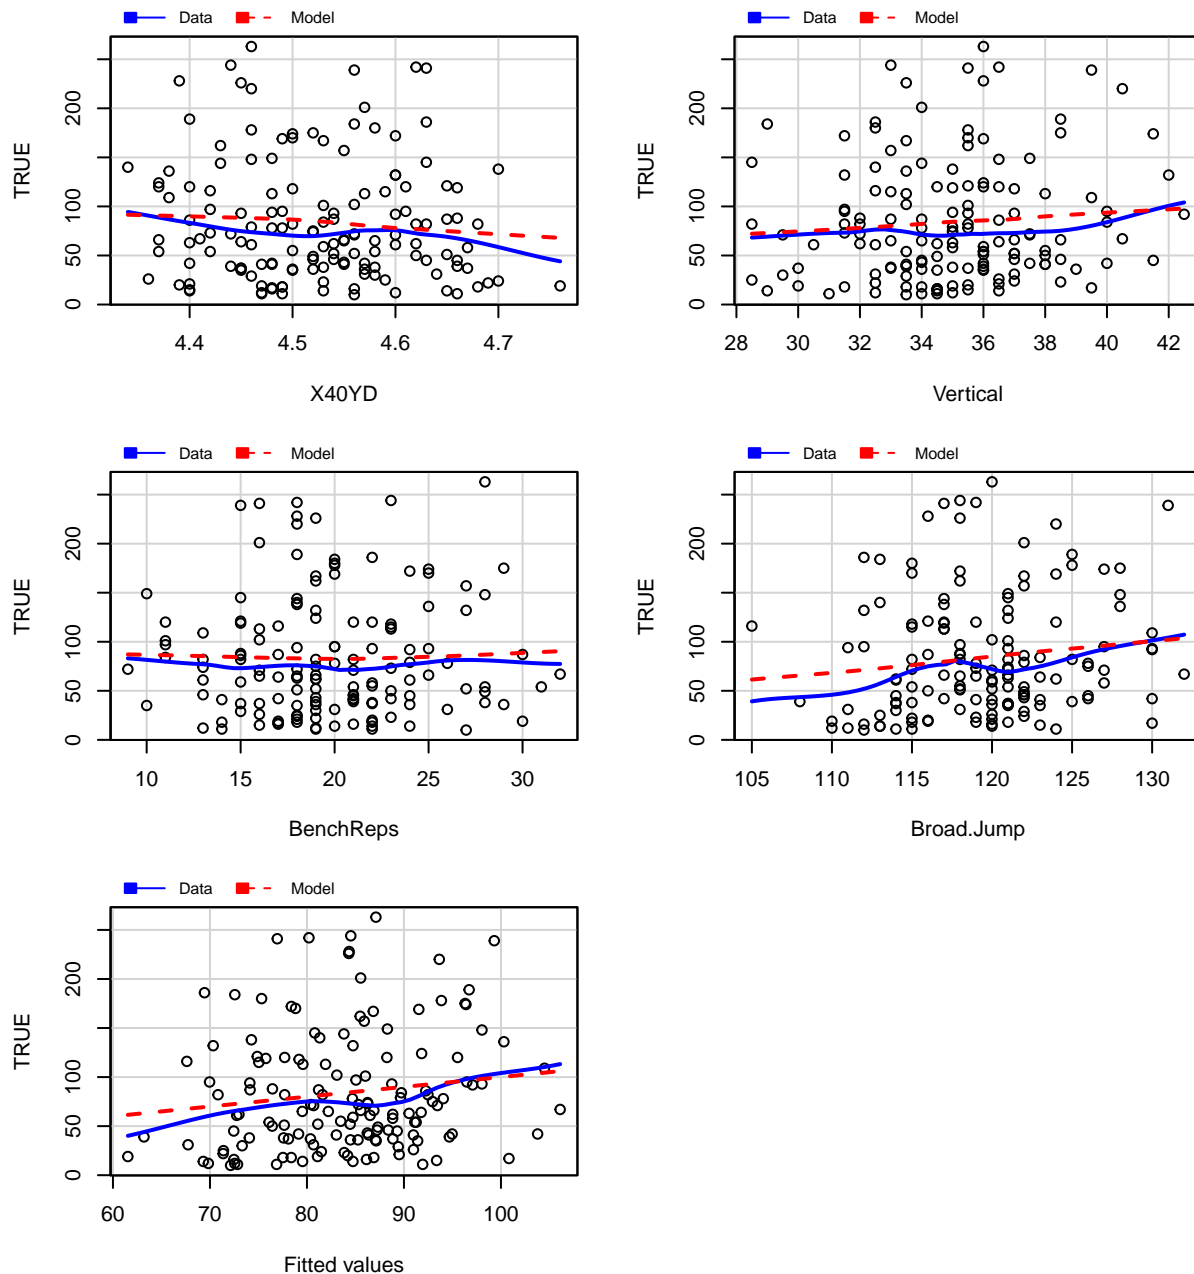 Data Model
TRUE
0 50 100 200
4.4 4.5 4.6 4.7
X40YD
Data Model
TRUE
0 50 100 200
28 30 32 34 36 38 40 42
Vertical
Data Model
TRUE
0 50 100 200
10 15 20 25 30
BenchReps
Data Model
TRUE
0 50 100 200
105 110 115 120 125 130
Broad.Jump
Data Model
TRUE
0 50 100 200
60 70 80 90 100
Fitted values